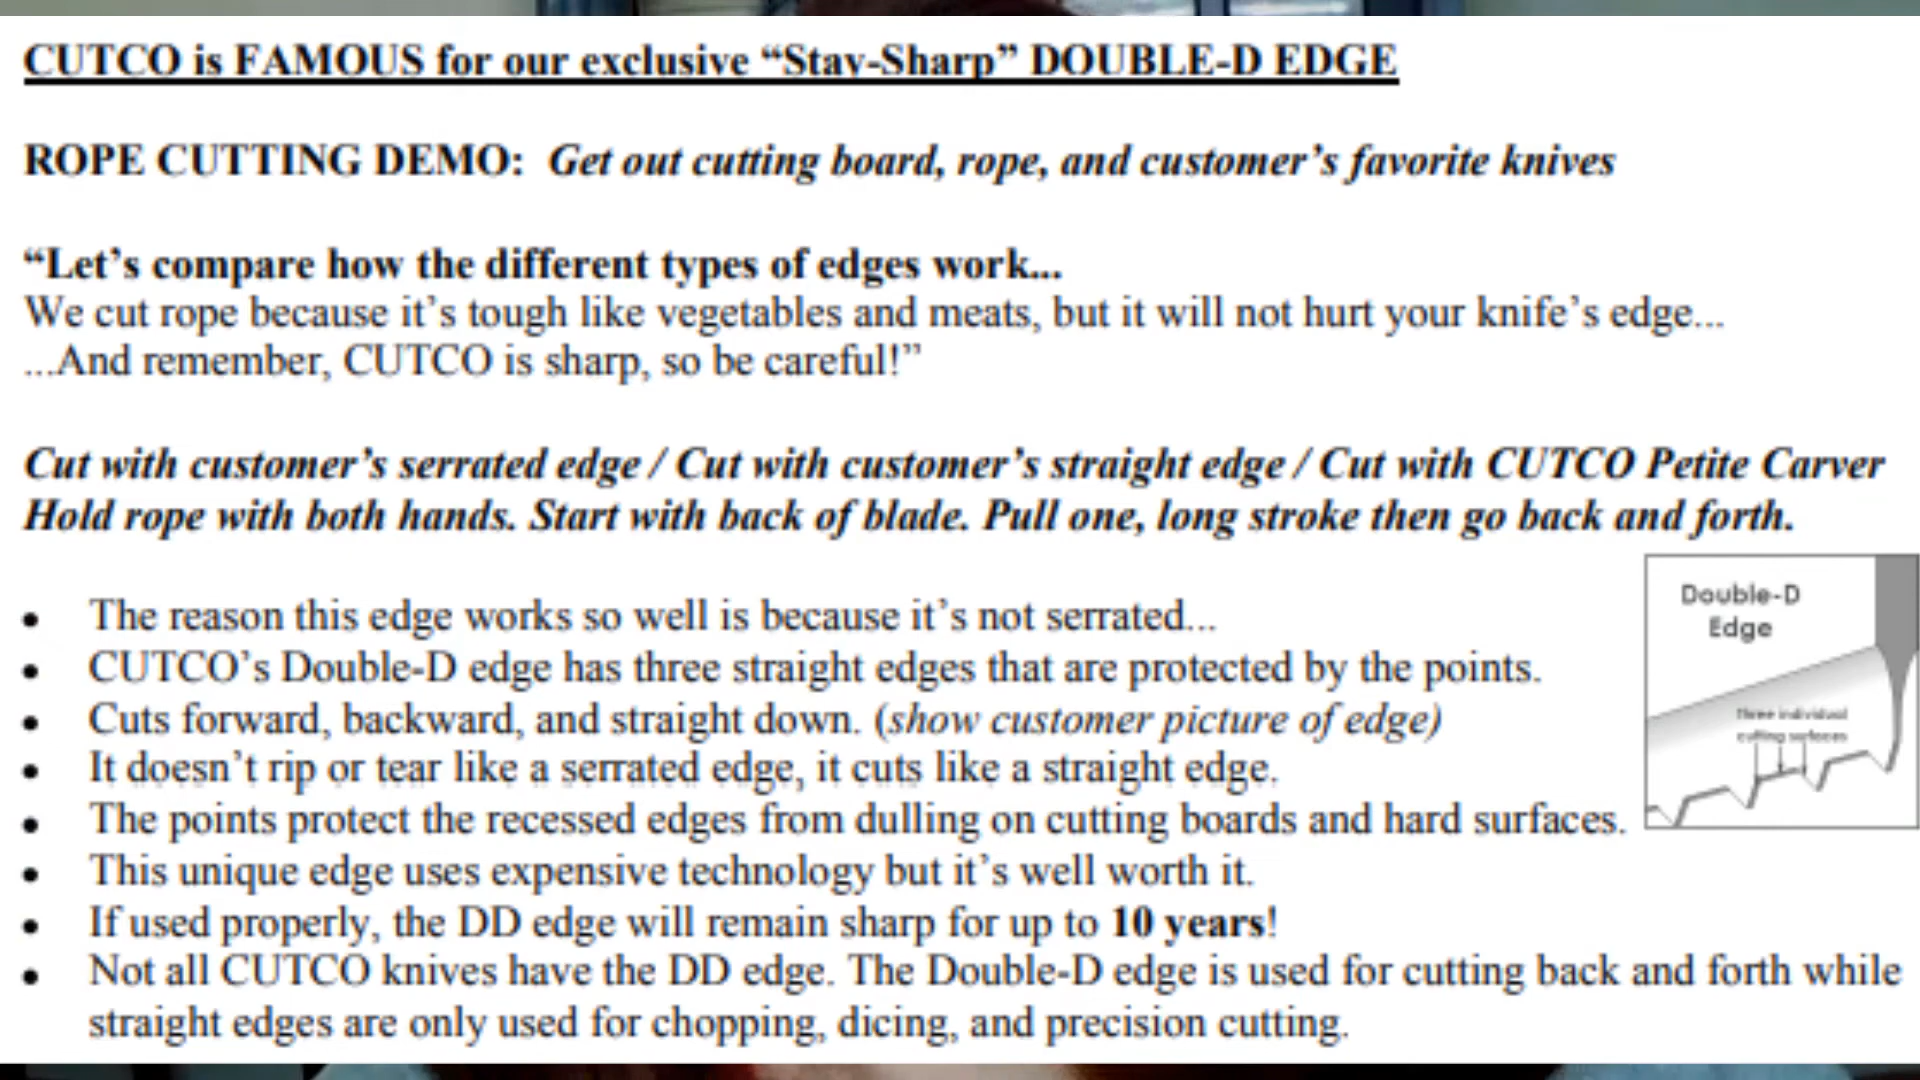 CUTCO is FAMOUS for our exclusive “Stay-Sharp” DOUBLE-D EDGE
ROPE CUTTING DEMO: Get out cutting board, rope, and customer’s favorite knives
“Let’s compare how the different types of edges work...
We cut rope because it’s tough like vegetables and meats, but it will not hurt your knife’s edge...
...And remember, CUTCO is sharp, so be careful!”
Cut with customer’s serrated edge / Cut with customer’s straight edge / Cut with CUTCO Petite Carver
Hold rope with both hands. Start with back of blade. Pull one, long stroke then go back and forth.
• The reason this edge works so well is because it’s not serrated...
• CUTCO’s Double-D edge has three straight edges that are protected by the points.
• Cuts forward, backward, and straight down. (show customer picture of edge)
• It doesn’t rip or tear like a serrated edge, it cuts like a straight edge.
• The points protect the recessed edges from dulling on cutting boards and hard surfaces.
• This unique edge uses expensive technology but it’s well worth it.
• If used properly, the DD edge will remain sharp for up to 10 years!
• Not all CUTCO knives have the DD edge. The Double-D edge is used for cutting back and forth while
straight edges are only used for chopping, dicing, and precision cutting.
Double-D
Edge
Three individual
cutting surfaces